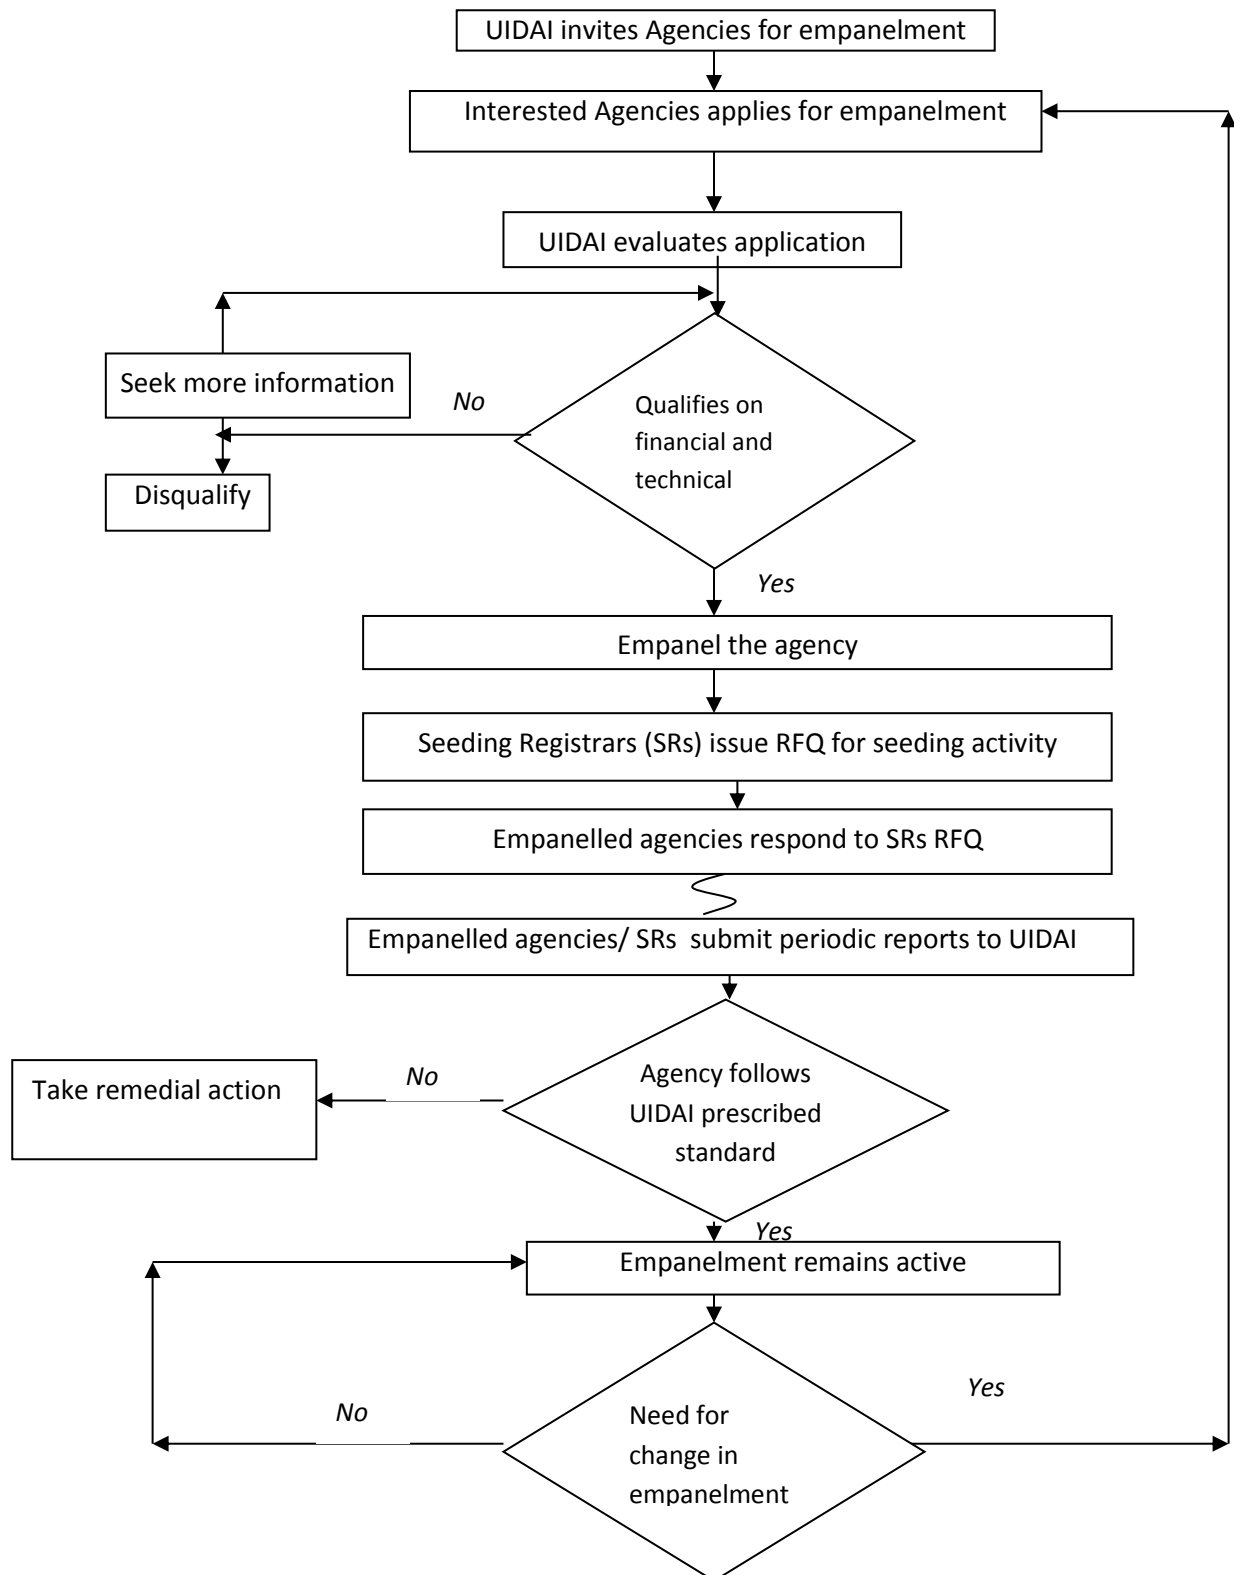 UIDAI invites Agencies for empanelment
Interested Agencies applies for empanelment
UIDAI evaluates application
Seek more information
No
Qualifies on
financial and
technical
Disqualify
Yes
Empanel the agency
Seeding Registrars (SRs) issue RFQ for seeding activity
Empanelled agencies respond to SRs RFQ
Empanelled agencies/ SRs  submit periodic reports to UIDAI
Take remedial action
No
Agency follows
UIDAI prescribed
standard
Yes
Empanelment remains active
Yes
No
Need for
change in
empanelment